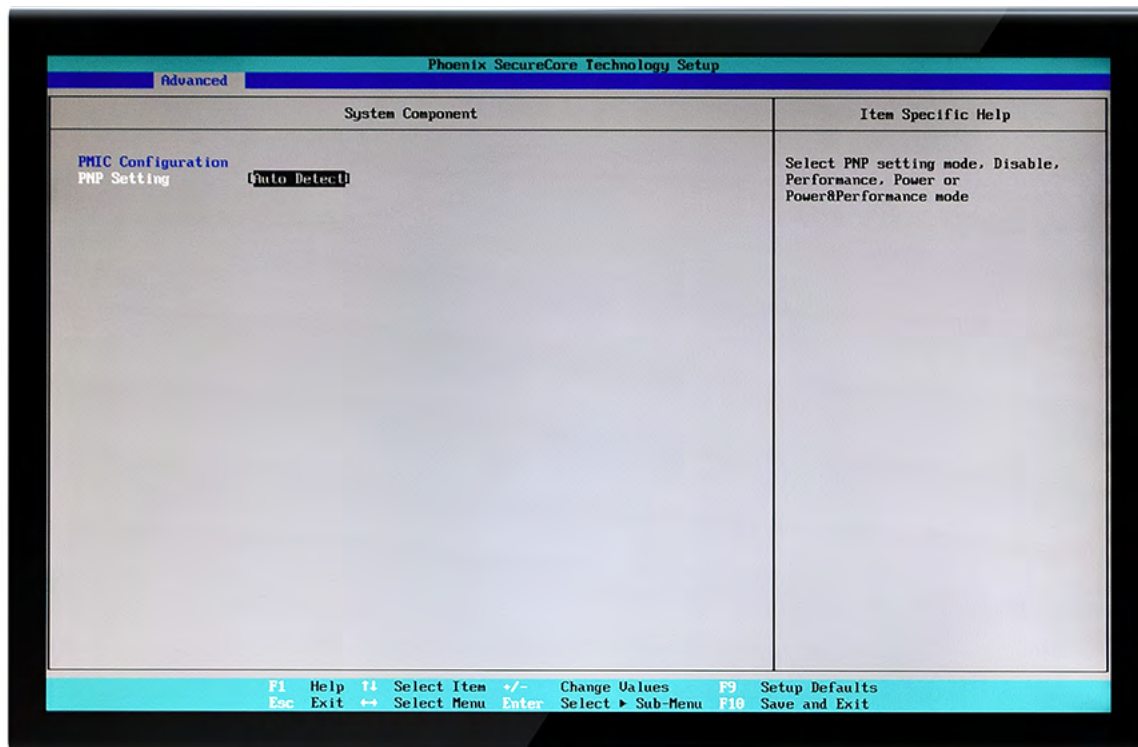 Phoenix SecureCore Technology Setup
Advanced
System Component
Item Specific Help
PMIC Configuration
PNP Setting [Auto Detect]
Select PNP setting mode, Disable,
Performance, Power or
Power&Performance mode
F1 Help ↑↓ Select Item +/- Change Values F9 Setup Defaults
Esc Exit ↔ Select Menu Enter Select ▶ Sub-Menu F10 Save and Exit